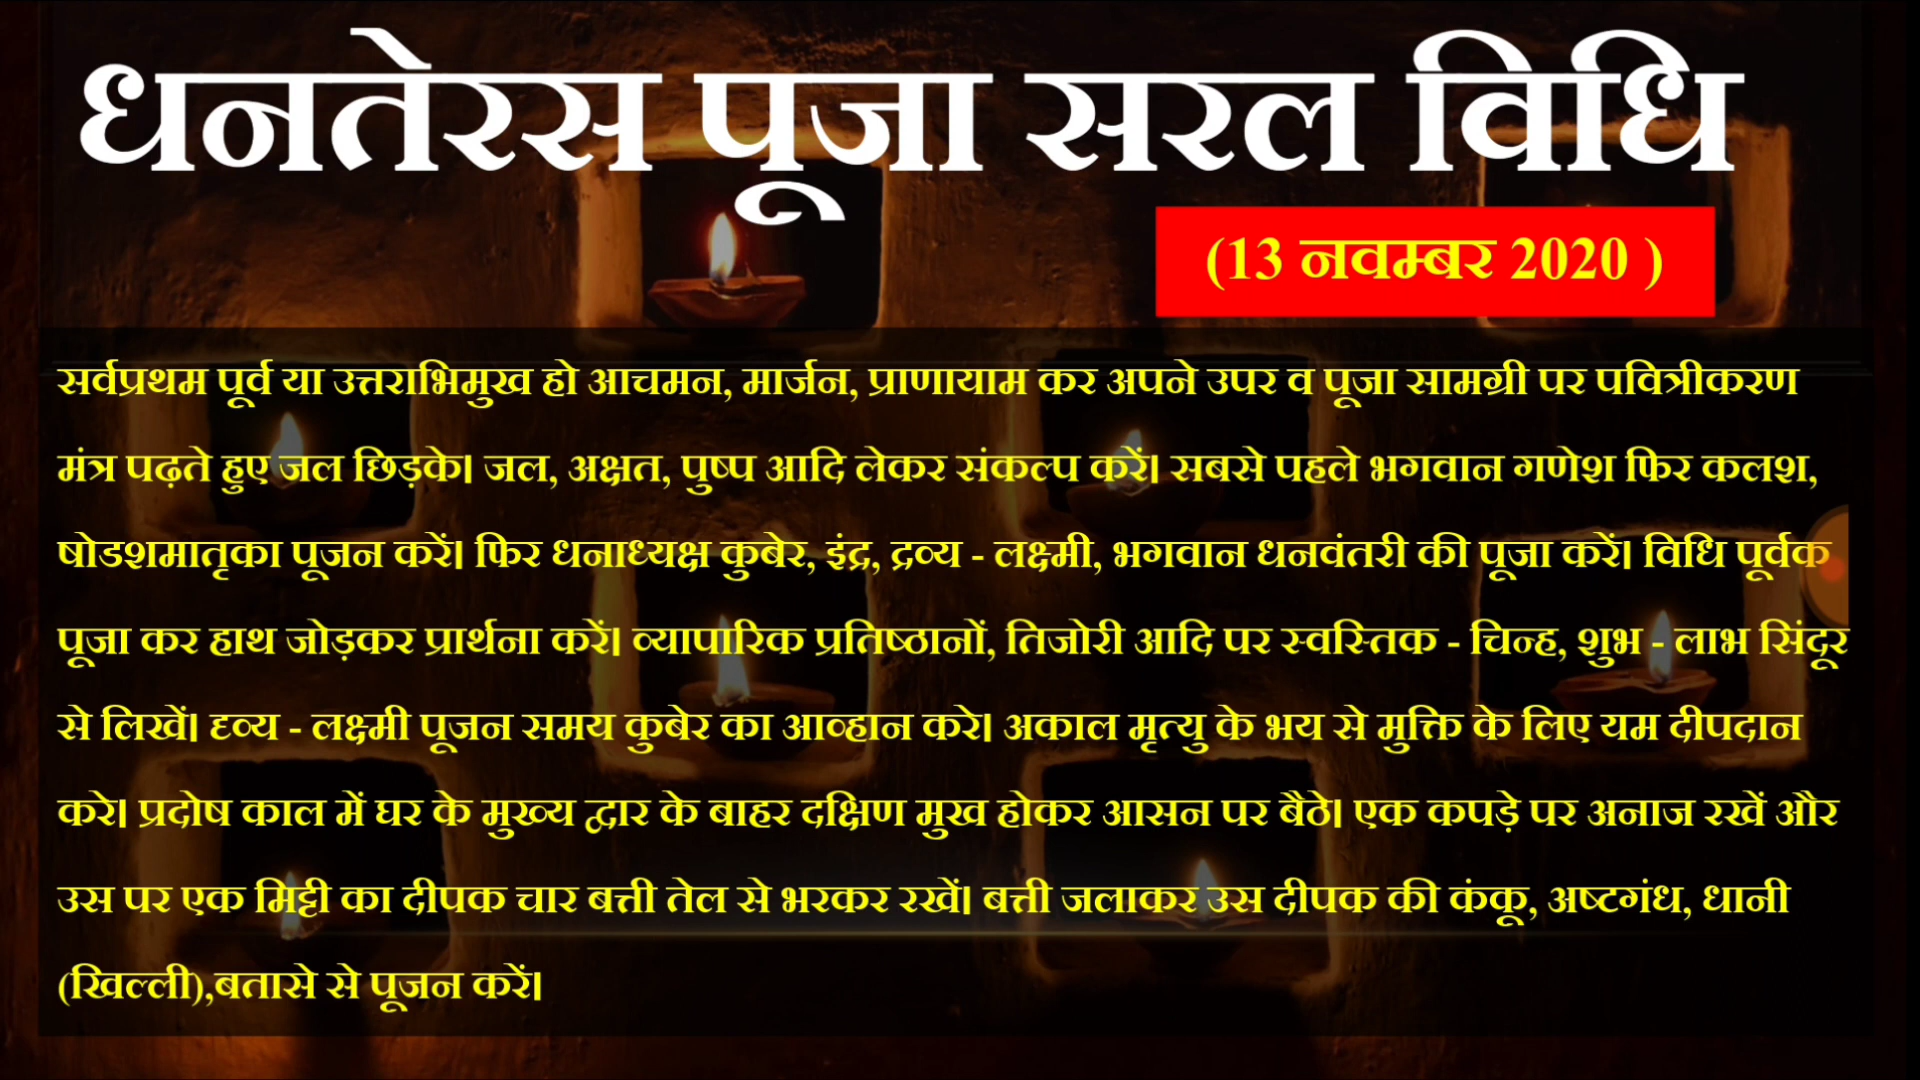 धनतेरस पूजा सरल विधि
(13 नवम्बर 2020 )
सर्वप्रथम पूर्व या उत्तराभिमुख हो आचमन, मार्जन, प्राणायाम कर अपने उपर व पूजा सामग्री पर पवित्रीकरण
मंत्र पढ़ते हुए जल छिड़के। जल, अक्षत, पुष्प आदि लेकर संकल्प करें। सबसे पहले भगवान गणेश फिर कलश,
षोडशमातृका पूजन करें। फिर धनाध्यक्ष कुबेर, इंद्र, द्रव्य - लक्ष्मी, भगवान धनवंतरी की पूजा करें। विधि पूर्वक
पूजा कर हाथ जोड़कर प्रार्थना करें। व्यापारिक प्रतिष्ठानों, तिजोरी आदि पर स्वस्तिक - चिन्ह, शुभ - लाभ सिंदूर
से लिखें। दृव्य - लक्ष्मी पूजन समय कुबेर का आव्हान करे। अकाल मृत्यु के भय से मुक्ति के लिए यम दीपदान
करे। प्रदोष काल में घर के मुख्य द्वार के बाहर दक्षिण मुख होकर आसन पर बैठे। एक कपड़े पर अनाज रखें और
उस पर एक मिट्टी का दीपक चार बत्ती तेल से भरकर रखें। बत्ती जलाकर उस दीपक की कंकू, अष्टगंध, धानी
(खिल्ली),बतासे से पूजन करें।